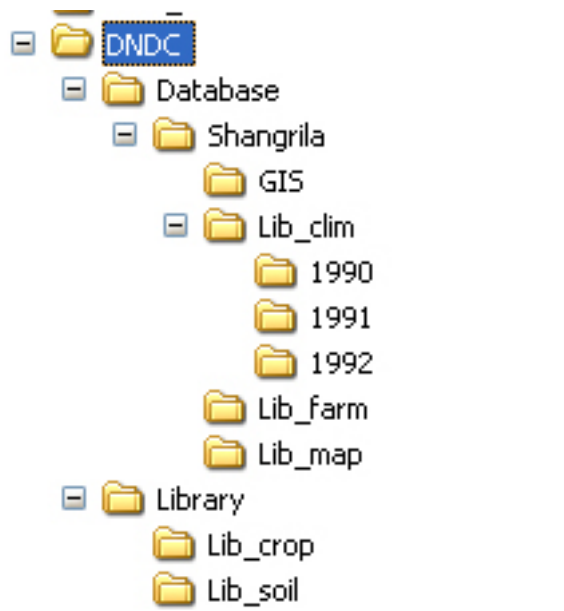 DNDC
Database
Shangrila
GIS
Lib_clim
1990
1991
1992
Lib_farm
Lib_map
Library
Lib_crop
Lib_soil